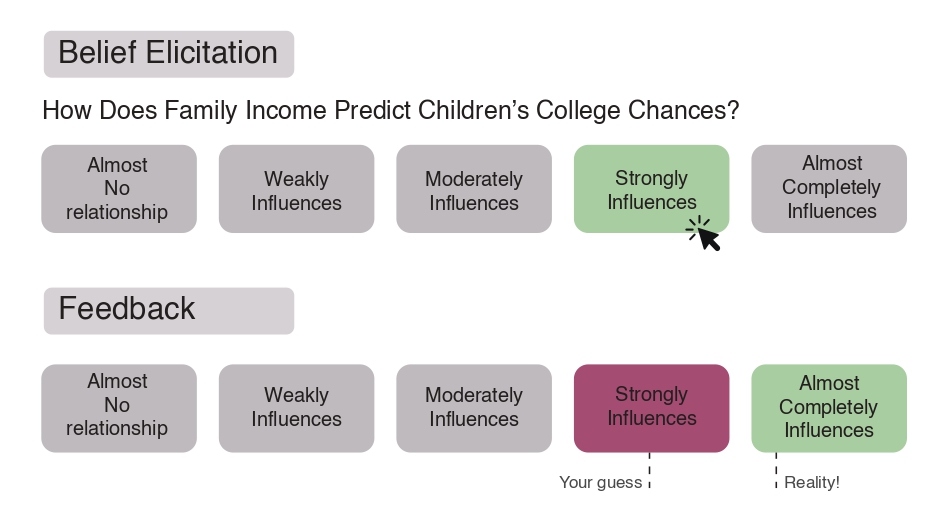 Belief Elicitation
How Does Family Income Predict Children’s College Chances?
Almost
No
relationship
Weakly
Influences
Moderately
Influences
Strongly
Influences
Almost
Completely
Influences
Feedback
Almost
No
relationship
Weakly
Influences
Moderately
Influences
Strongly
Influences
Almost
Completely
Influences
Your guess
Reality!